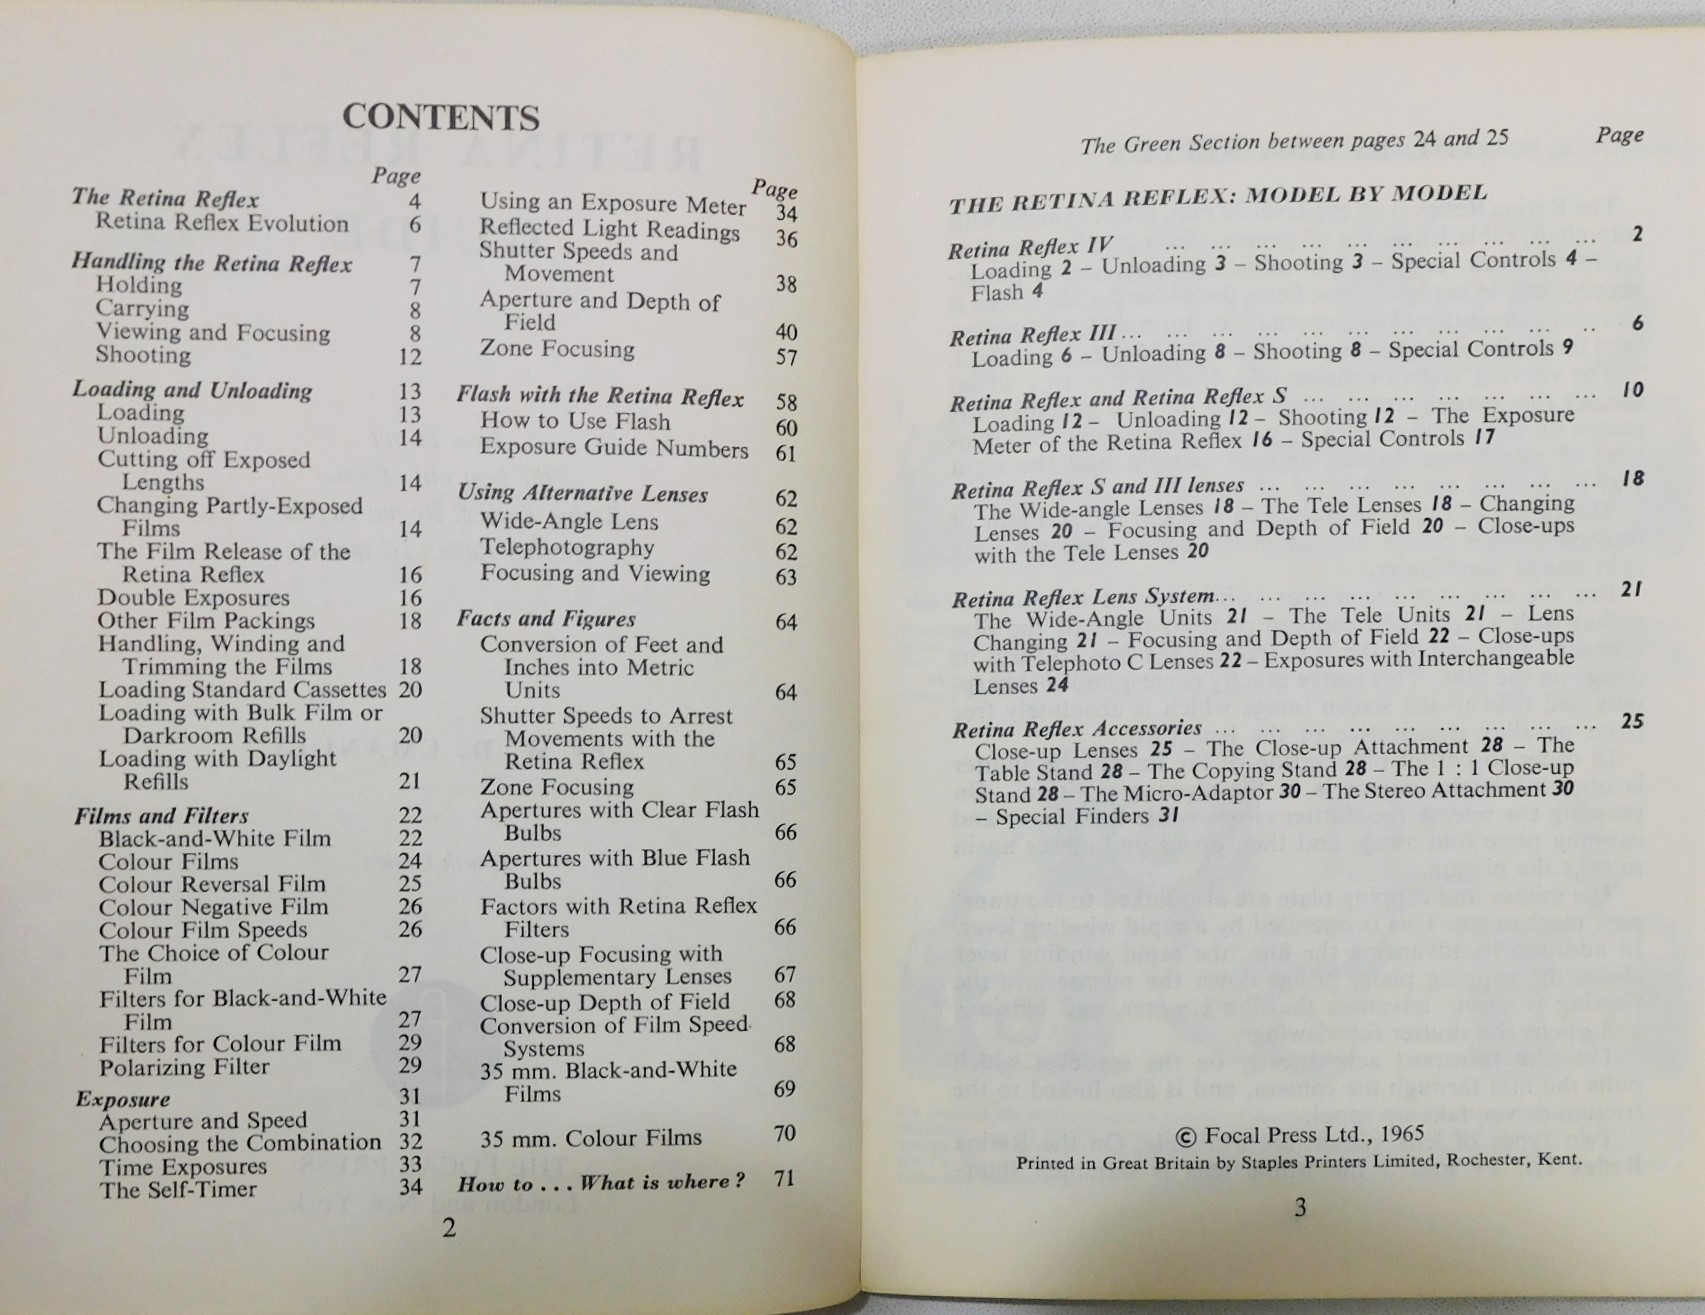 CONTENTS
Page
The Retina Reflex 4
Retina Reflex Evolution 6
Handling the Retina Reflex 7
Holding 7
Carrying 8
Viewing and Focusing 8
Shooting 12
Loading and Unloading 13
Loading 13
Unloading 14
Cutting off Exposed
Lengths 14
Changing Partly-Exposed
Films 14
The Film Release of the
Retina Reflex 16
Double Exposures 16
Other Film Packings 18
Handling, Winding and
Trimming the Films 18
Loading Standard Cassettes 20
Loading with Bulk Film or
Darkroom Refills 20
Loading with Daylight
Refills 21
Films and Filters 22
Black-and-White Film 22
Colour Films 24
Colour Reversal Film 25
Colour Negative Film 26
Colour Film Speeds 26
The Choice of Colour
Film 27
Filters for Black-and-White
Film 27
Filters for Colour Film 29
Polarizing Filter 29
Exposure 31
Aperture and Speed 31
Choosing the Combination 32
Time Exposures 33
The Self-Timer 34
Page
Using an Exposure Meter 34
Reflected Light Readings 36
Shutter Speeds and
Movement 38
Aperture and Depth of
Field 40
Zone Focusing 57
Flash with the Retina Reflex 58
How to Use Flash 60
Exposure Guide Numbers 61
Using Alternative Lenses 62
Wide-Angle Lens 62
Telephotography 62
Focusing and Viewing 63
Facts and Figures 64
Conversion of Feet and
Inches into Metric
Units 64
Shutter Speeds to Arrest
Movements with the
Retina Reflex 65
Zone Focusing 65
Apertures with Clear Flash
Bulbs 66
Apertures with Blue Flash
Bulbs 66
Factors with Retina Reflex
Filters 66
Close-up Focusing with
Supplementary Lenses 67
Close-up Depth of Field 68
Conversion of Film Speed
Systems 68
35 mm. Black-and-White
Films 69
35 mm. Colour Films 70
How to . . . What is where? 71
2
The Green Section between pages 24 and 25 Page
THE RETINA REFLEX: MODEL BY MODEL
Retina Reflex IV ... ... ... ... ... ... ... ... ... ... 2
Loading 2 – Unloading 3 – Shooting 3 – Special Controls 4 –
Flash 4
Retina Reflex III ... ... ... ... ... ... ... ... ... ... .. 6
Loading 6 – Unloading 8 – Shooting 8 – Special Controls 9
Retina Reflex and Retina Reflex S ... ... ... ... ... ... ... 10
Loading 12 – Unloading 12 – Shooting 12 – The Exposure
Meter of the Retina Reflex 16 – Special Controls 17
Retina Reflex S and III lenses ... ... ... ... ... ... ... ... 18
The Wide-angle Lenses 18 – The Tele Lenses 18 – Changing
Lenses 20 – Focusing and Depth of Field 20 – Close-ups
with the Tele Lenses 20
Retina Reflex Lens System... ... ... ... ... ... ... ... ... 21
The Wide-Angle Units 21 – The Tele Units 21 – Lens
Changing 21 – Focusing and Depth of Field 22 – Close-ups
with Telephoto C Lenses 22 – Exposures with Interchangeable
Lenses 24
Retina Reflex Accessories ... ... ... ... ... ... ... ... ... 25
Close-up Lenses 25 – The Close-up Attachment 28 – The
Table Stand 28 – The Copying Stand 28 – The 1 : 1 Close-up
Stand 28 – The Micro-Adaptor 30 – The Stereo Attachment 30
– Special Finders 31
© Focal Press Ltd., 1965
Printed in Great Britain by Staples Printers Limited, Rochester, Kent.
3